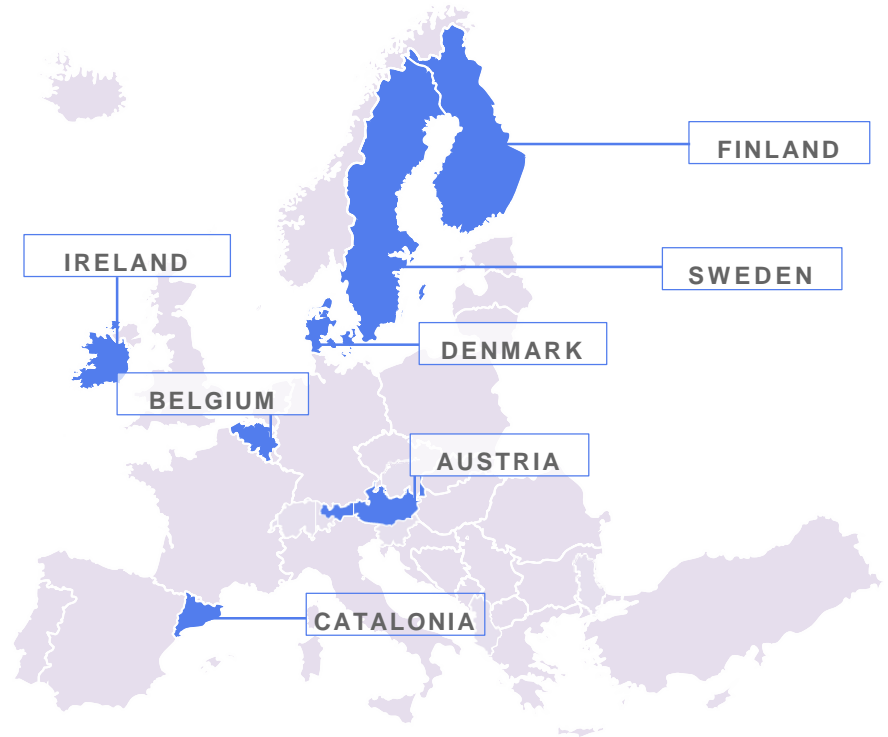 FINLAND
IRELAND
SWEDEN
DENMARK
BELGIUM
AUSTRIA
CATALONIA